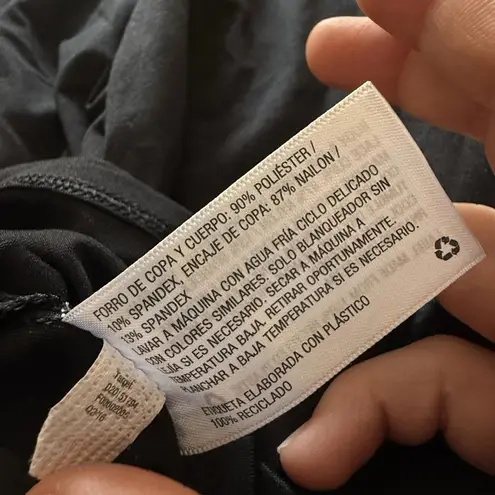 FORRO DE COPA Y CUERPO: 90% POLIÉSTER /
10% SPANDEX, ENCAJE DE COPA: 87% NAILON /
13% SPANDEX
LAVAR A MÁQUINA CON AGUA FRÍA CICLO DELICADO
CON COLORES SIMILARES. SOLO BLANQUEADOR SIN
LEJÍA SI ES NECESARIO. SECAR A MÁQUINA A
TEMPERATURA BAJA, RETIRAR OPORTUNAMENTE.
PLANCHAR A BAJA TEMPERATURA SI ES NECESARIO.
ETIQUETA ELABORADA CON PLÁSTICO
100% RECICLADO